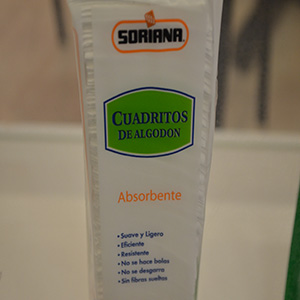 SORIANA
CUADRITOS
DE ALGODON
Absorbente
• Suave y Ligero
• Eficiente
• Resistente
• No se hace bolas
• No se desgarra
• Sin fibras sueltas